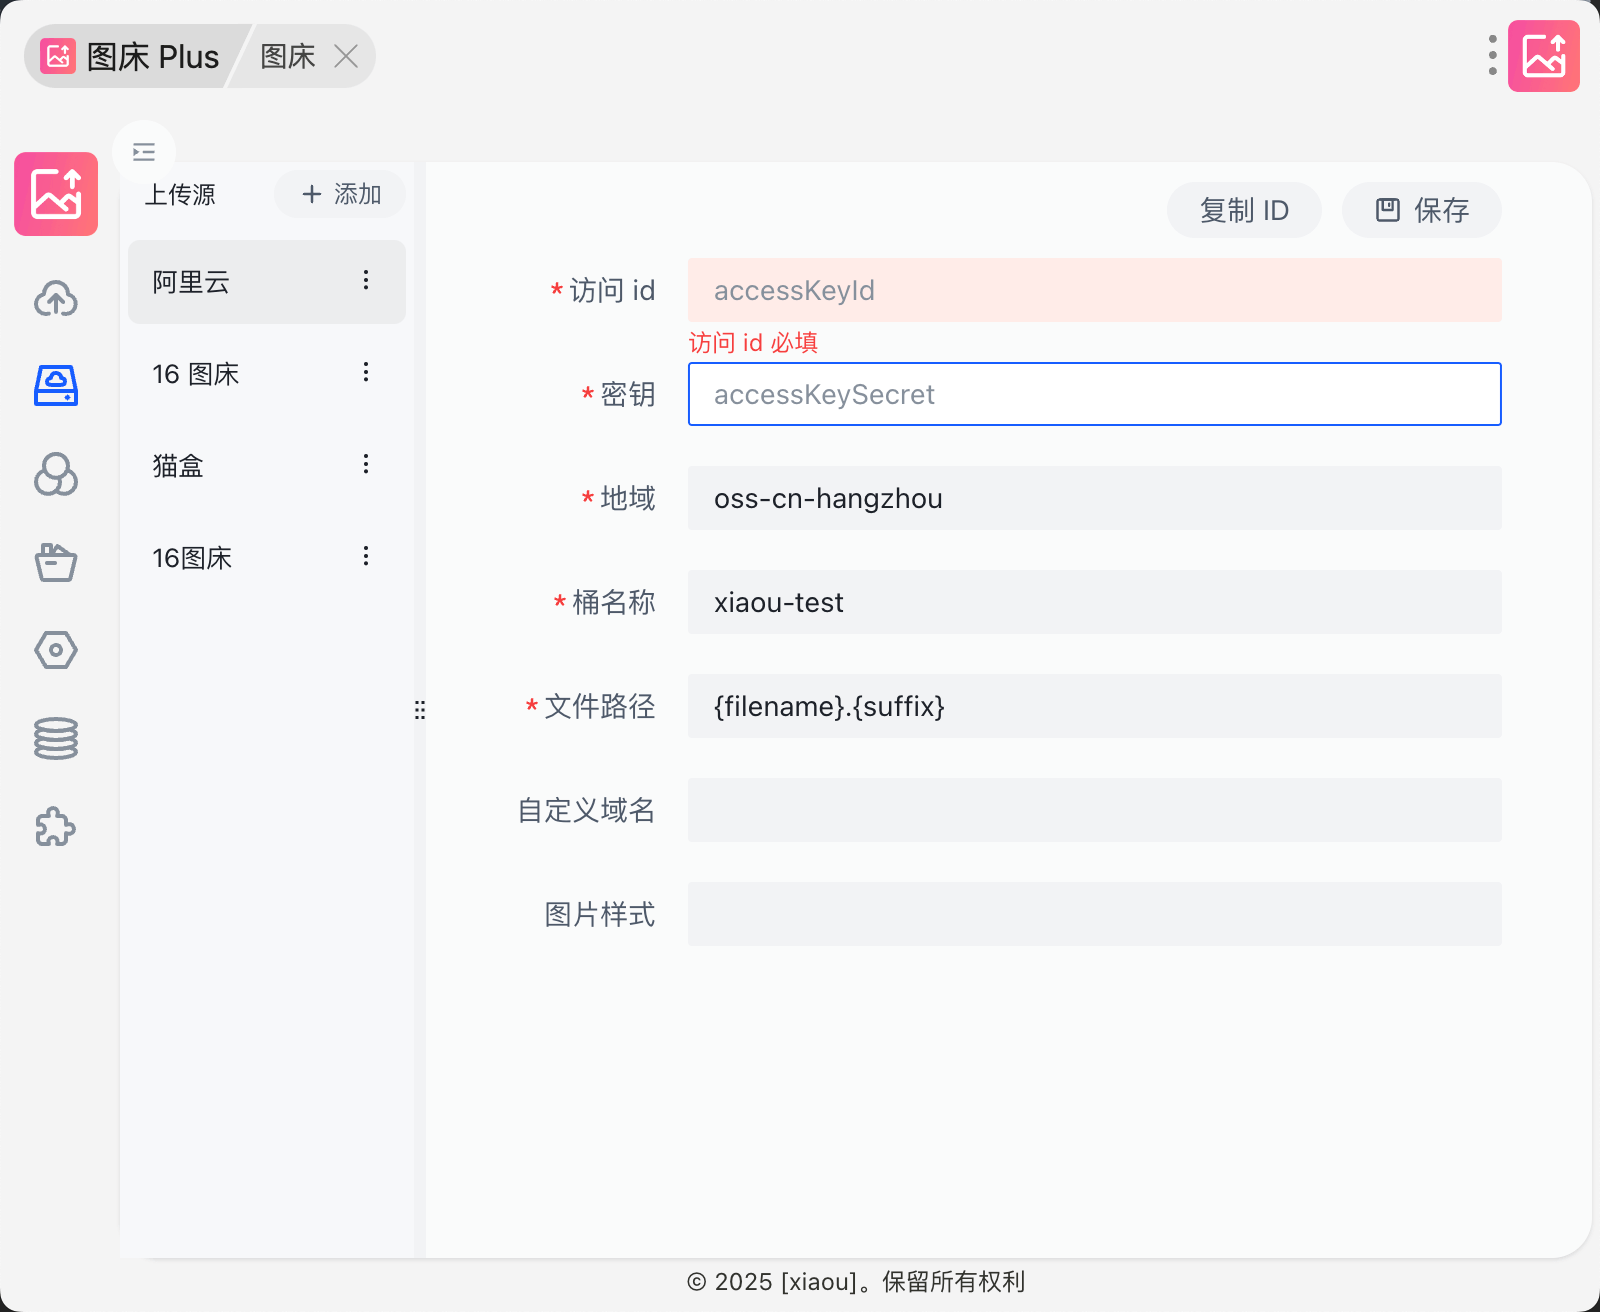 图床 Plus
图床
上传源
添加
阿里云
16 图床
猫盒
16图床
复制 ID
保存
* 访问 id
accessKeyId
访问 id 必填
* 密钥
accessKeySecret
* 地域
oss-cn-hangzhou
* 桶名称
xiaou-test
* 文件路径
{filename}.{suffix}
自定义域名
图片样式
© 2025 [xiaou]。保留所有权利